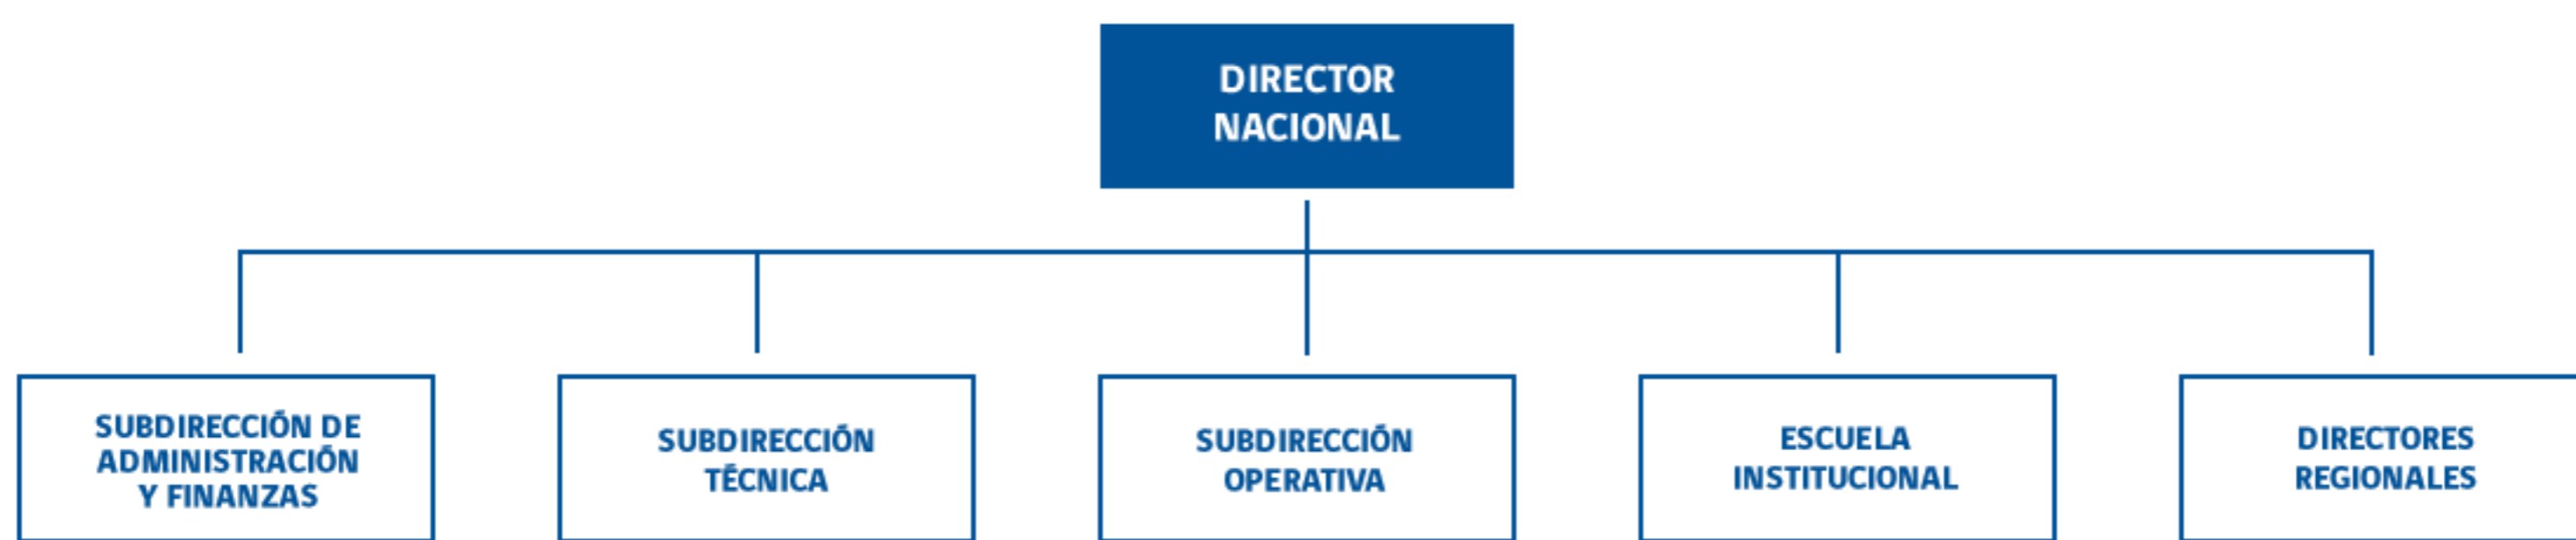 DIRECTOR
NACIONAL
SUBDIRECCIÓN DE
ADMINISTRACIÓN
Y FINANZAS
SUBDIRECCIÓN
TÉCNICA
SUBDIRECCIÓN
OPERATIVA
ESCUELA
INSTITUCIONAL
DIRECTORES
REGIONALES